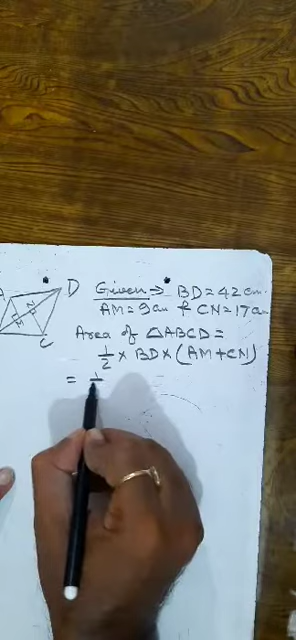 A D Given → BD = 42 cm
AM = 9 cm & CN = 17 cm
N
M
C
Area of △ABCD =
1/2 × BD × (AM + CN)
= 1